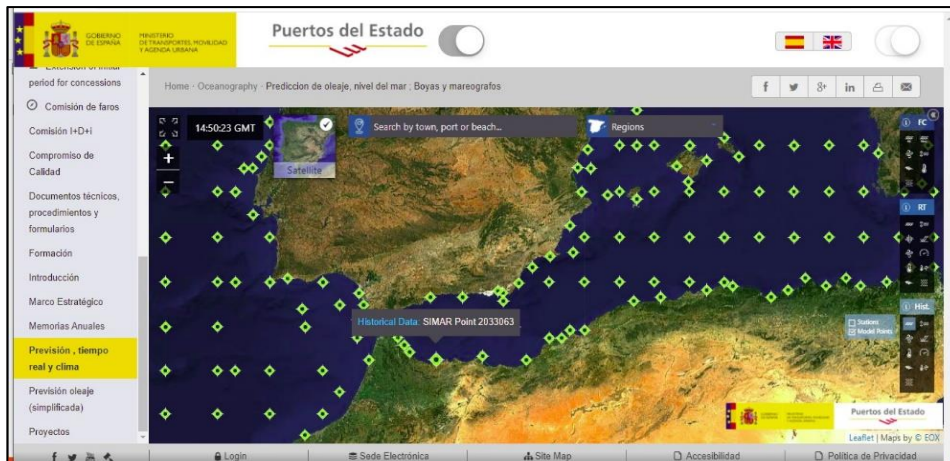 GOBIERNO
DE ESPAÑA
MINISTERIO
DE TRANSPORTES, MOVILIDAD
Y AGENDA URBANA
Puertos del Estado
Extension of initial
period for concessions
Comisión de faros
Comisión I+D+i
Compromiso de
Calidad
Documentos técnicos,
procedimientos y
formularios
Formación
Introducción
Marco Estratégico
Memorias Anuales
Previsión , tiempo
real y clima
Previsión oleaje
(simplificada)
Proyectos
Home · Oceanography · Prediccion de oleaje, nivel del mar ; Boyas y mareografos
14:50:23 GMT
Satellite
Search by town, port or beach...
Regions
FC
RT
Hist.
Stations
Model Points
Historical Data: SIMAR Point 2033063
Puertos del Estado
Leaflet | Maps by © EOX
Login
Sede Electrónica
Site Map
Accesibilidad
Política de Privacidad